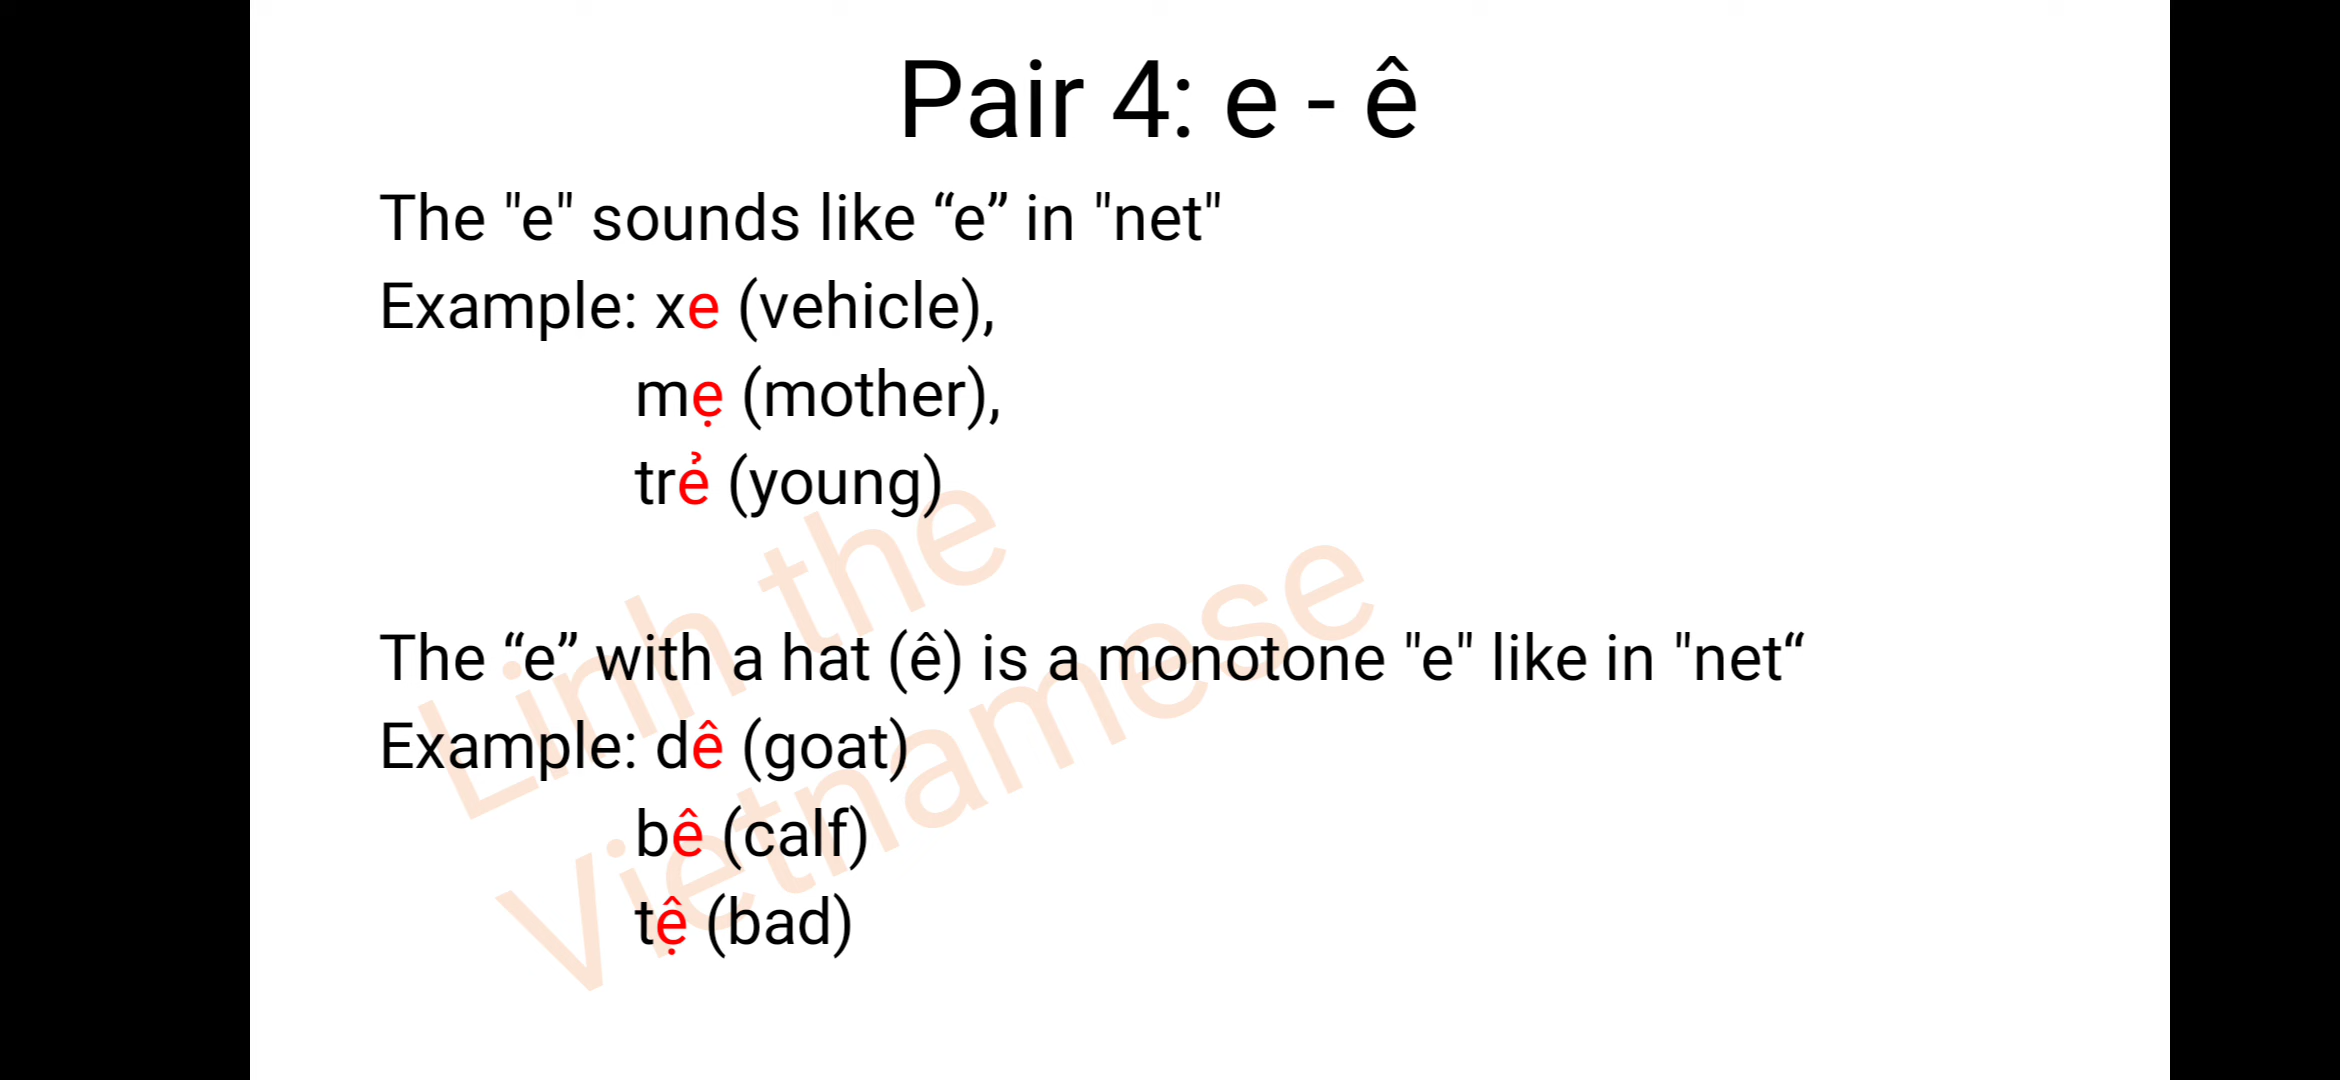 Pair 4: e - ê
The "e" sounds like “e” in "net"
Example: xe (vehicle),
mẹ (mother),
trẻ (young)
The “e” with a hat (ê) is a monotone "e" like in "net“
Example: dê (goat)
bê (calf)
tệ (bad)
Linh the
Vietnamese